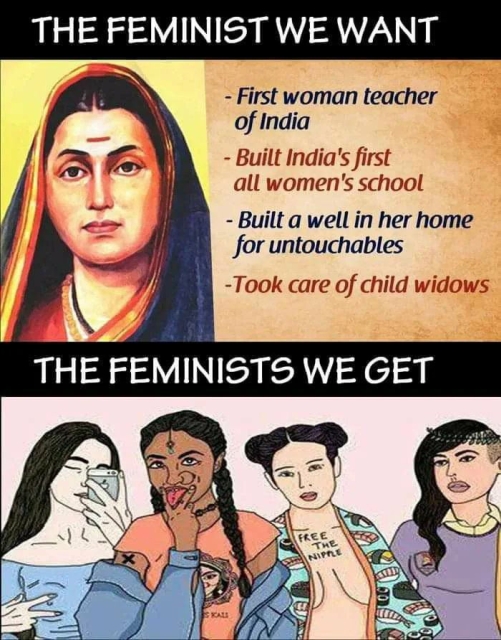 THE FEMINIST WE WANT
- First woman teacher
of India
- Built India's first
all women's school
- Built a well in her home
for untouchables
-Took care of child widows
THE FEMINISTS WE GET
FREE
THE
NIPPLE
KALI